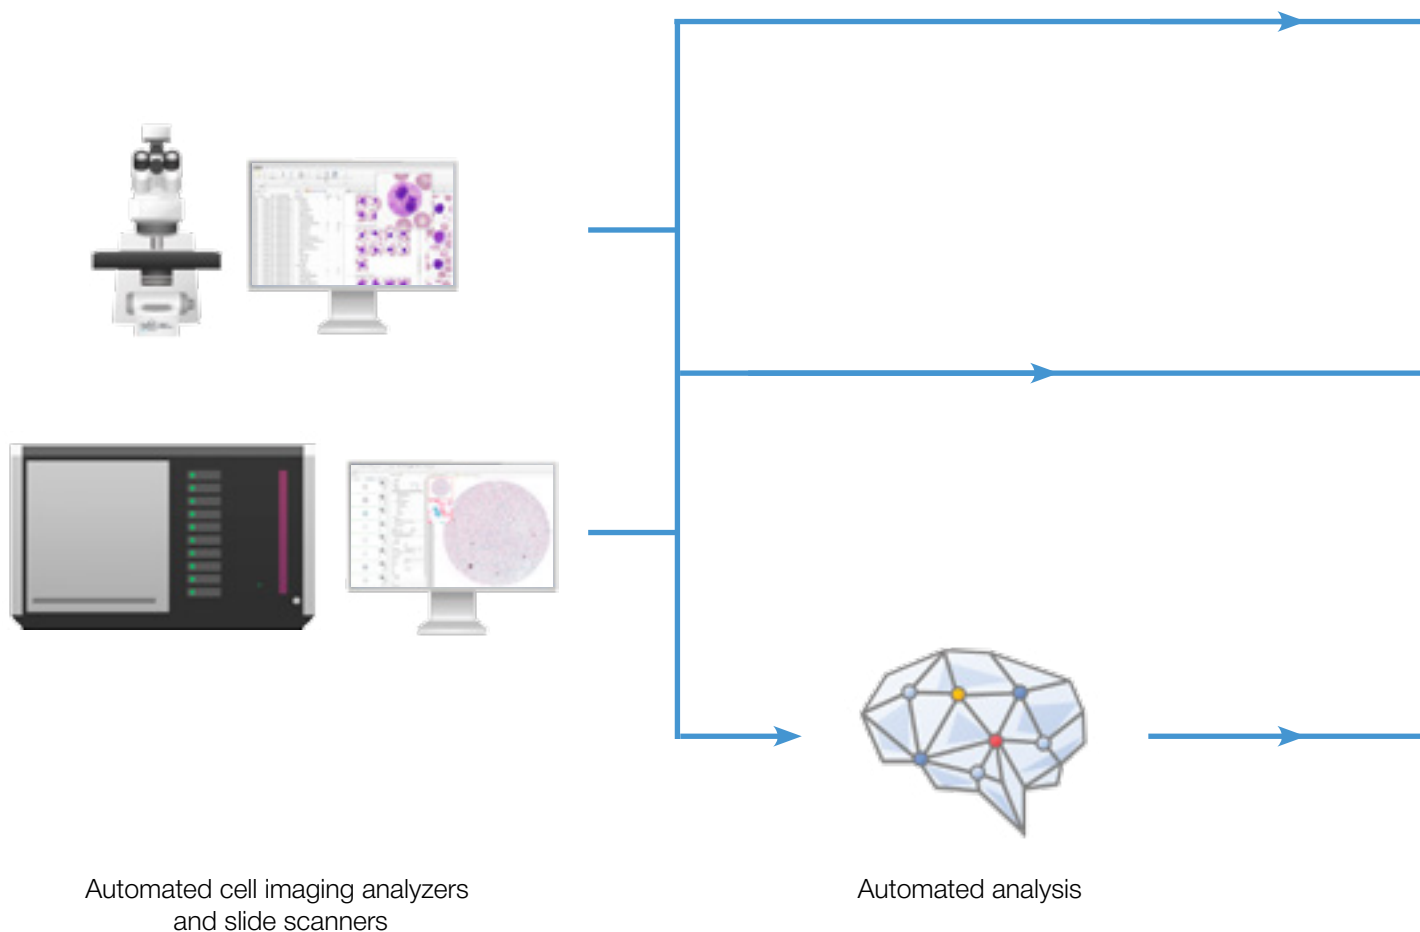 Automated cell imaging analyzers
and slide scanners
Automated analysis